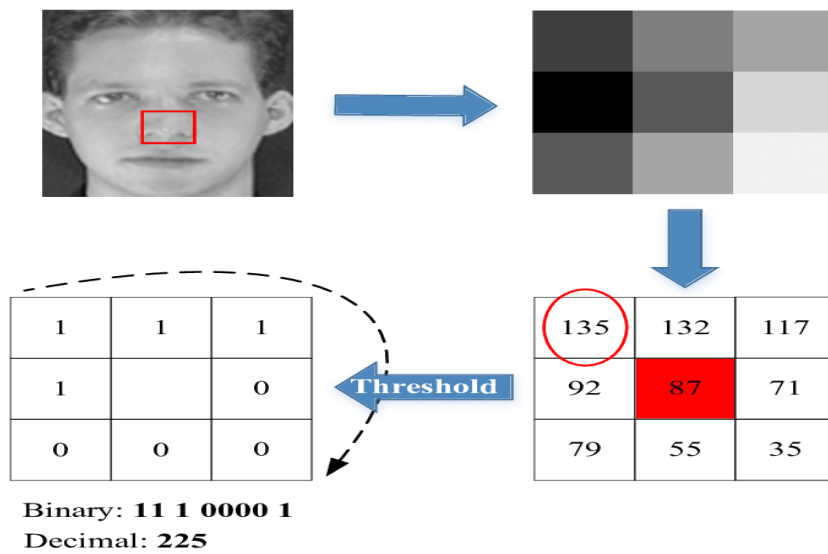 1 1 1
1 0
0 0 0
Threshold
135 132 117
92 87 71
79 55 35
Binary: 11 1 0000 1
Decimal: 225